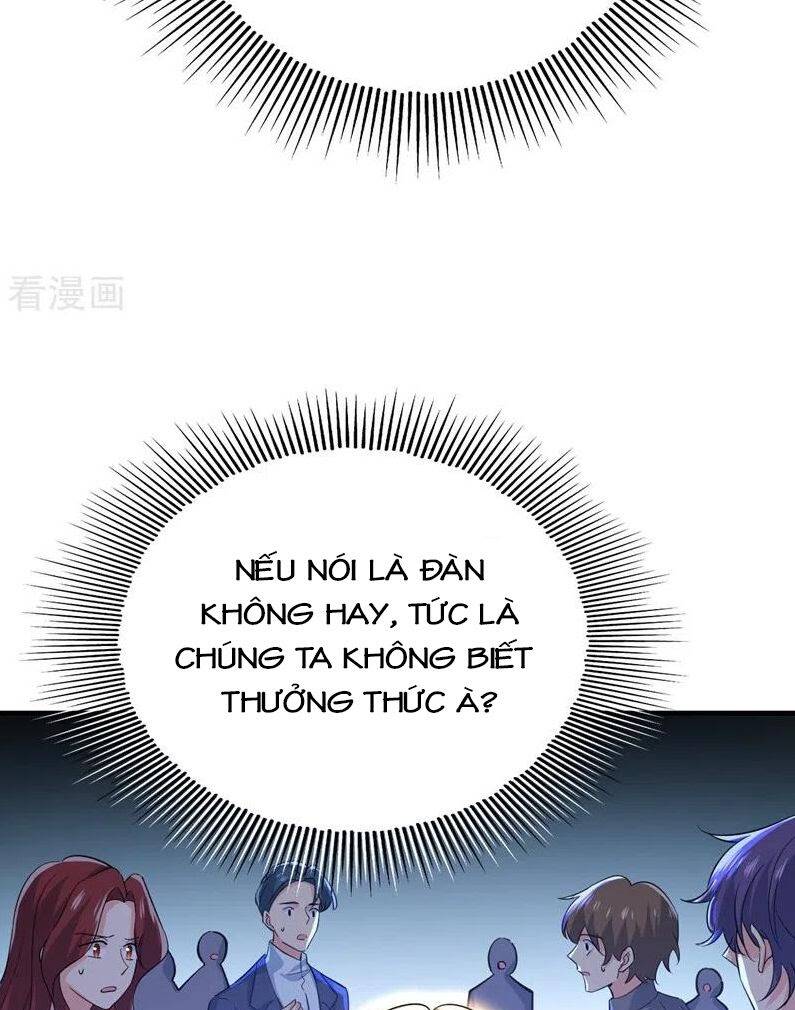 看漫画
NẾU NÓI LÀ ĐÀN
KHÔNG HAY, TỨC LÀ
CHÚNG TA KHÔNG BIẾT
THƯỞNG THỨC À?